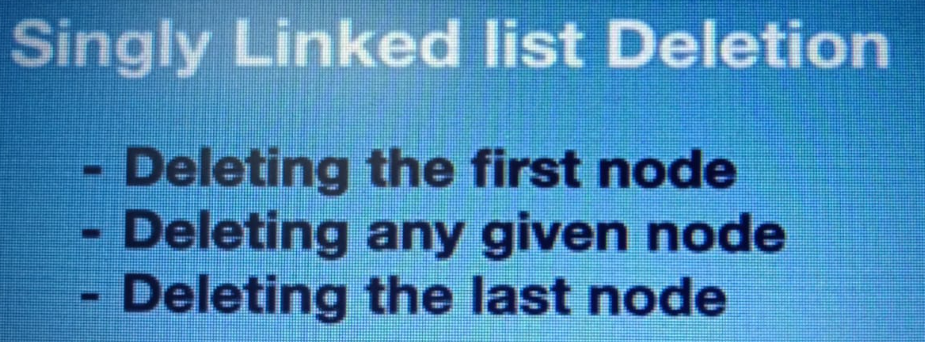 Singly Linked list Deletion
- Deleting the first node
- Deleting any given node
- Deleting the last node